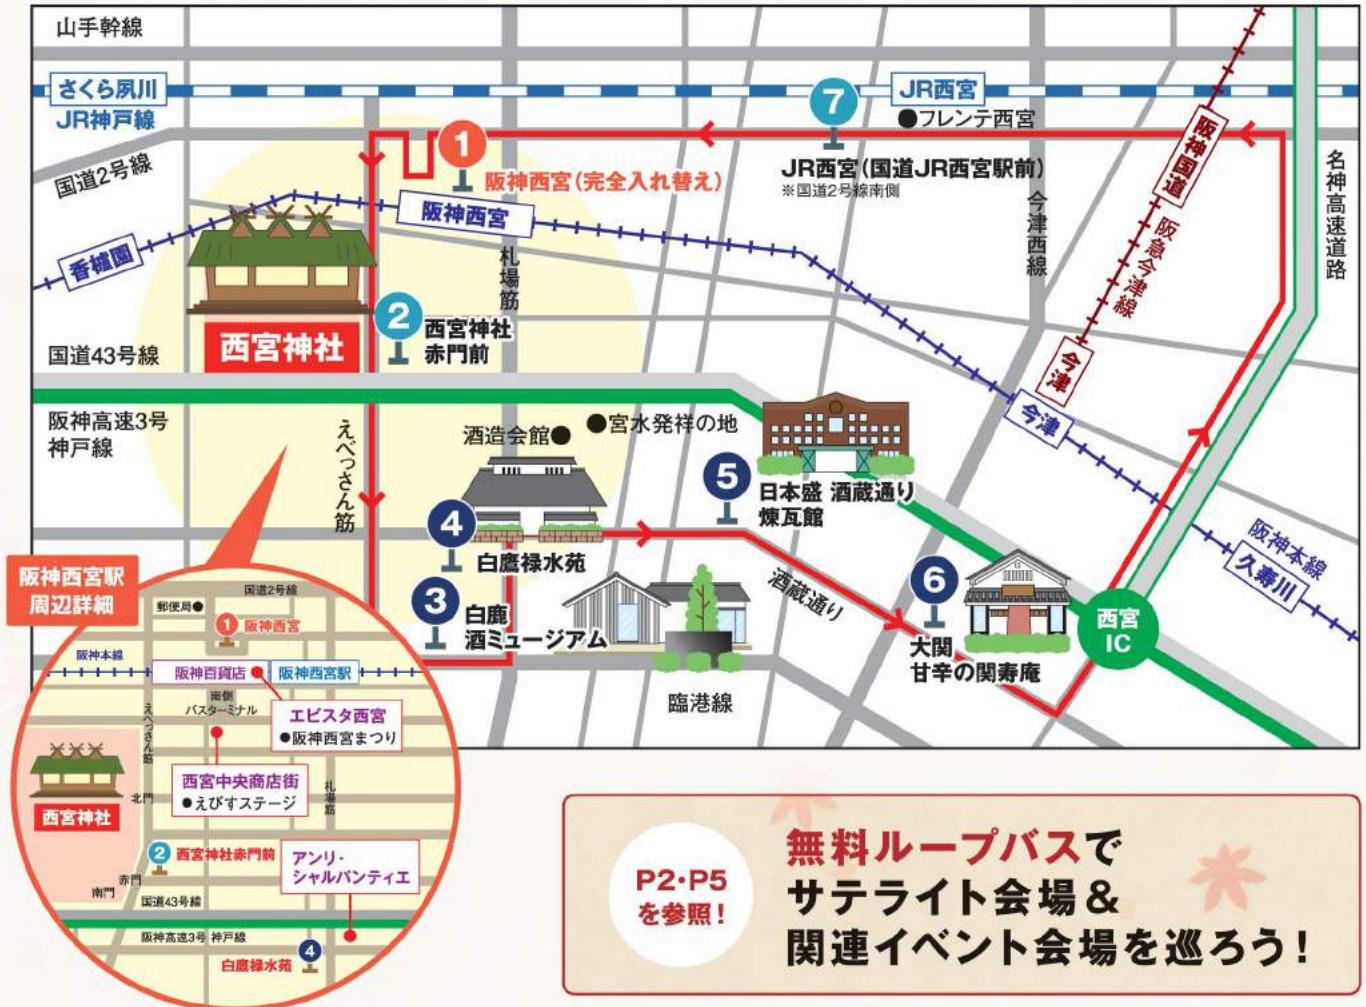 山手幹線
さくら夙川
JR神戸線
JR西宮
7
●フレンテ西宮
JR西宮(国道JR西宮駅前)
※国道2号線南側
国道2号線
1
阪神西宮(完全入れ替え)
阪神西宮
香櫨園
札場筋
今津西線
阪神国道
阪急今津線
今津
名神高速道路
西宮神社
2
西宮神社
赤門前
国道43号線
阪神高速3号
神戸線
えべっさん筋
酒造会館●
●宮水発祥の地
5
日本盛 酒蔵通り
煉瓦館
今津
阪神本線
久寿川
4
白鷹禄水苑
3
白鹿
酒ミュージアム
酒蔵通り
6
大関
甘辛の関寿庵
西宮
IC
臨港線
阪神西宮駅
周辺詳細
国道2号線
郵便局●
1
阪神西宮
阪神本線
阪神百貨店
阪神西宮駅
南側
バスターミナル
えべっさん筋
エビスタ西宮
●阪神西宮まつり
西宮中央商店街
●えびすステージ
札場筋
西宮神社
北門
2
西宮神社赤門前
赤門
南門
アンリ・
シャルパンティエ
国道43号線
阪神高速3号 神戸線
4
白鷹禄水苑
P2・P5
を参照!
無料ループバスで
サテライト会場&
関連イベント会場を巡ろう!